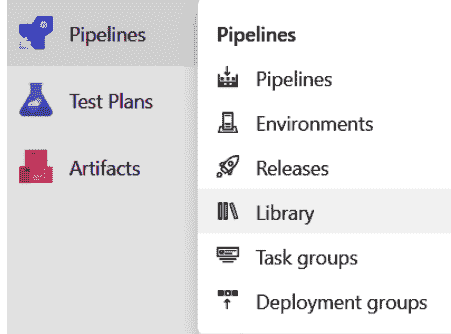 Pipelines
Test Plans
Artifacts
Pipelines
Pipelines
Environments
Releases
Library
Task groups
Deployment groups